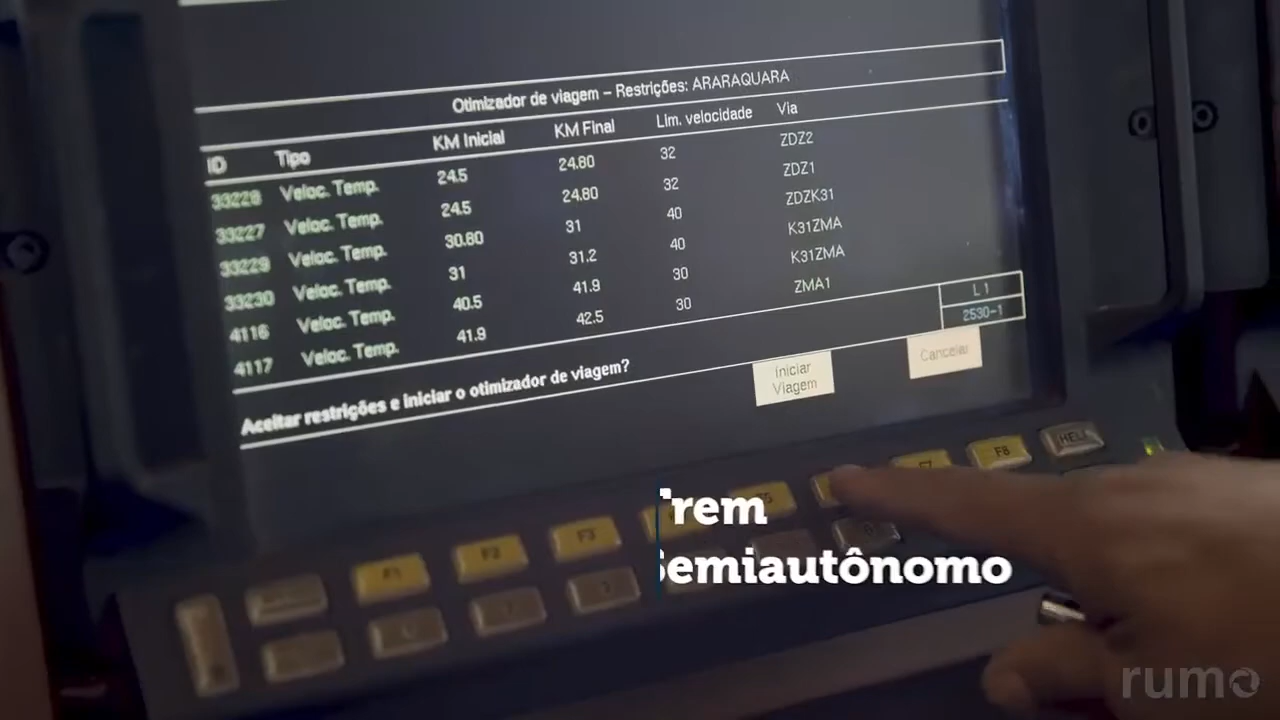 Otimizador de viagem – Restrições: ARARAQUARA
ID Tipo KM Inicial KM Final Lim. velocidade Via
33228 Veloc. Temp. 24.5 24.80 32 ZDZ2
33227 Veloc. Temp. 24.5 24.80 32 ZDZ1
33229 Veloc. Temp. 30.80 31 40 ZDZK31
33230 Veloc. Temp. 31 31.2 40 K31ZMA
4116 Veloc. Temp. 40.5 41.9 30 K31ZMA
4117 Veloc. Temp. 41.9 42.5 30 ZMA1
L 1
2530-1
Aceitar restrições e iniciar o otimizador de viagem?
Iniciar
Viagem
Cancelar
F1 F2 F3 F5 F7 F8 HELP
Trem
Semiautônomo
rumo